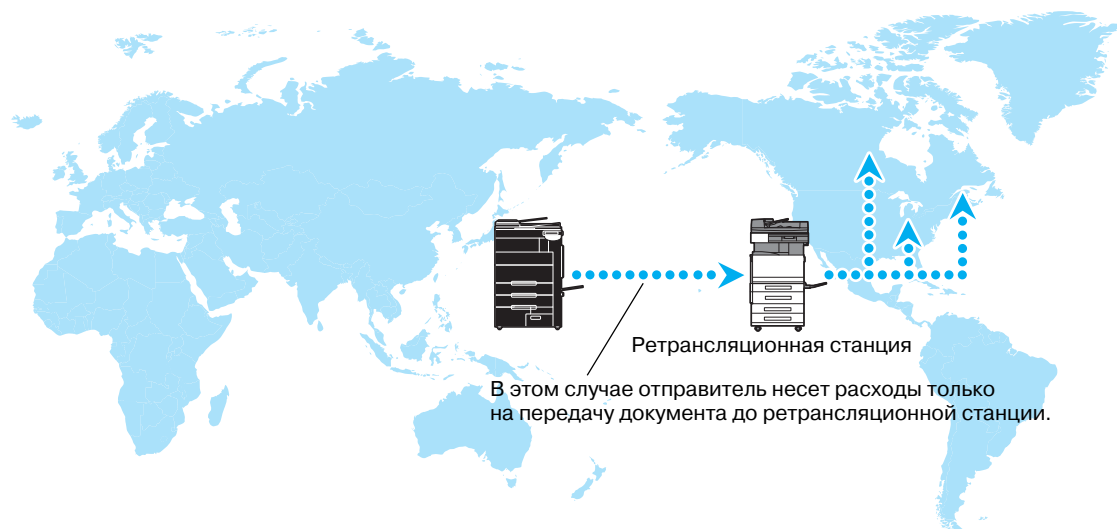 Ретрансляционная станция
В этом случае отправитель несет расходы только
на передачу документа до ретрансляционной станции.